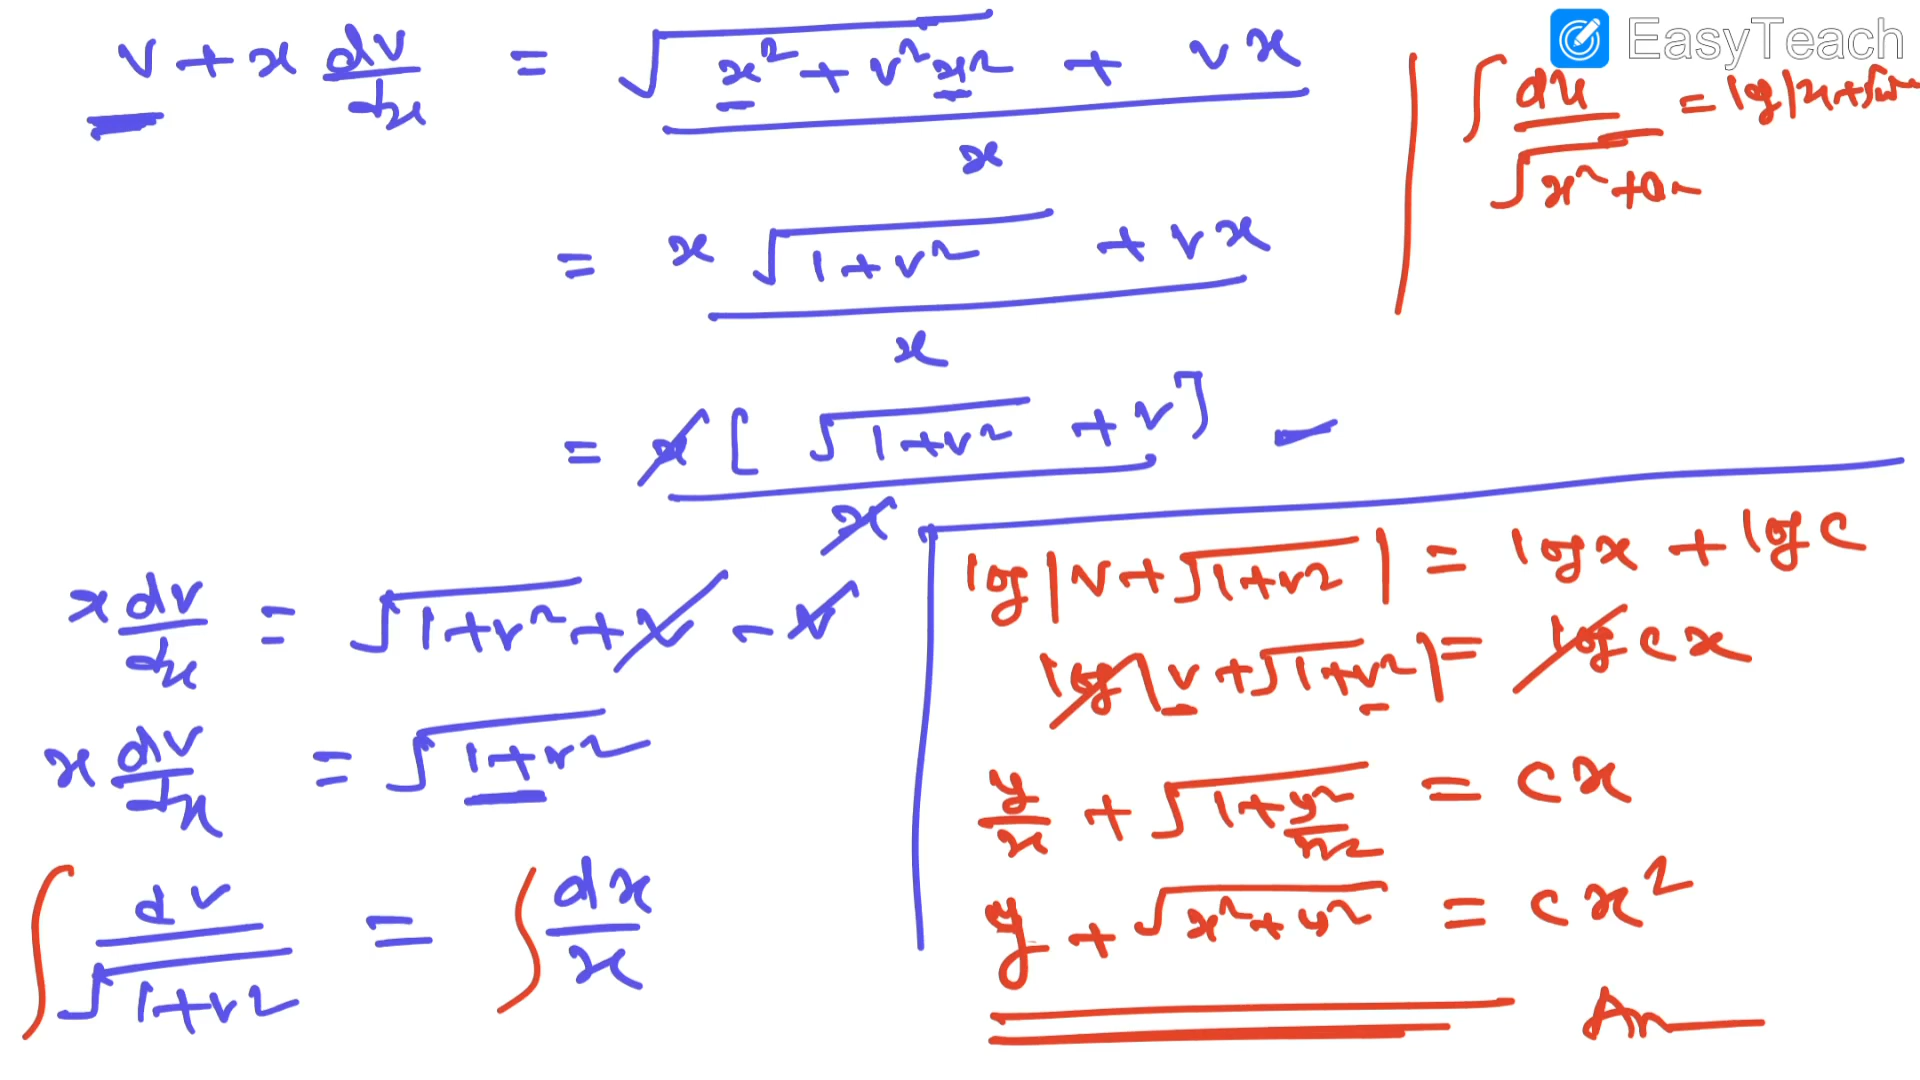 EasyTeach
v + x dv/dx = (√(x² + v²x²) + vx)/x
∫ dx/√(x² + a²) = log|x + √
= (x √(1 + v²) + vx)/x
= x[√(1 + v²) + v]/x
x dv/dx = √(1 + v²) + v - v
x dv/dx = √(1 + v²)
∫ dv/√(1 + v²) = ∫ dx/x
log|v + √(1 + v²)| = log x + log c
log|v + √(1 + v²)| = log cx
y/x + √(1 + y²/x²) = cx
y + √(x² + y²) = cx²